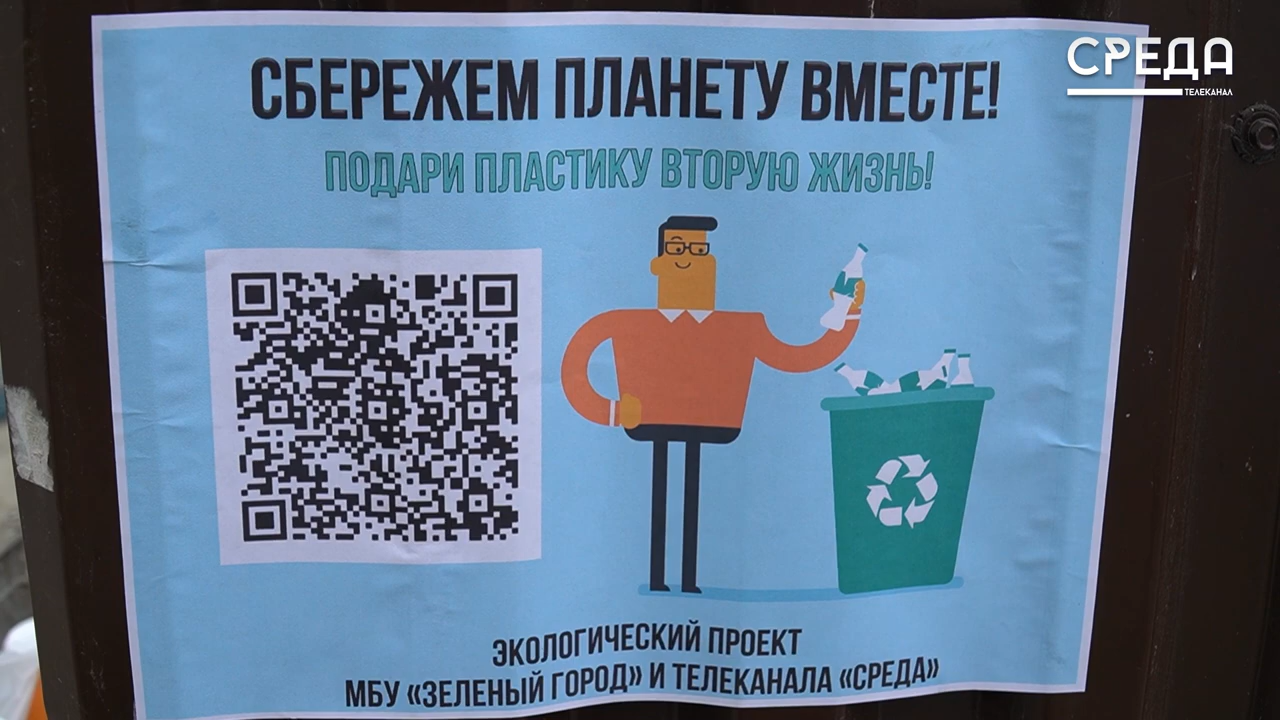 СРЕДА
ТЕЛЕКАНАЛ
СБЕРЕЖЕМ ПЛАНЕТУ ВМЕСТЕ!
ПОДАРИ ПЛАСТИКУ ВТОРУЮ ЖИЗНЬ!
ЭКОЛОГИЧЕСКИЙ ПРОЕКТ
МБУ «ЗЕЛЕНЫЙ ГОРОД» И ТЕЛЕКАНАЛА «СРЕДА»